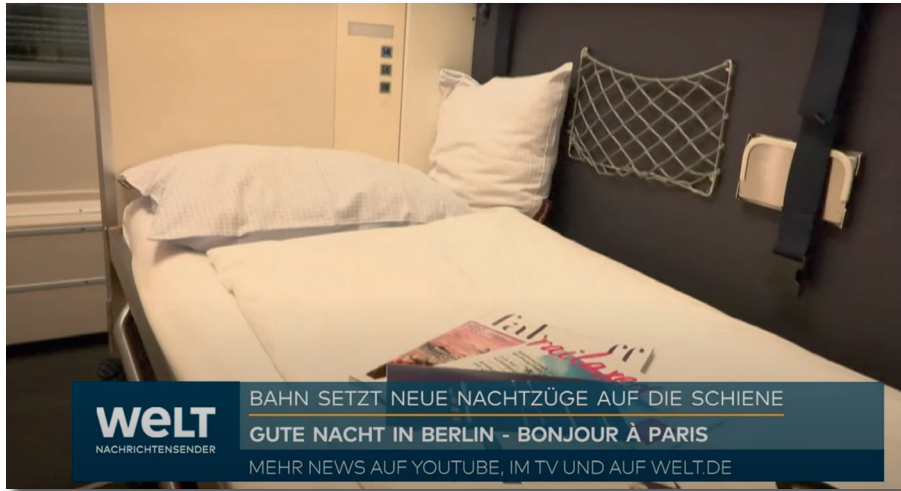 WELT
NACHRICHTENSENDER
BAHN SETZT NEUE NACHTZÜGE AUF DIE SCHIENE
GUTE NACHT IN BERLIN - BONJOUR À PARIS
MEHR NEWS AUF YOUTUBE, IM TV UND AUF WELT.DE